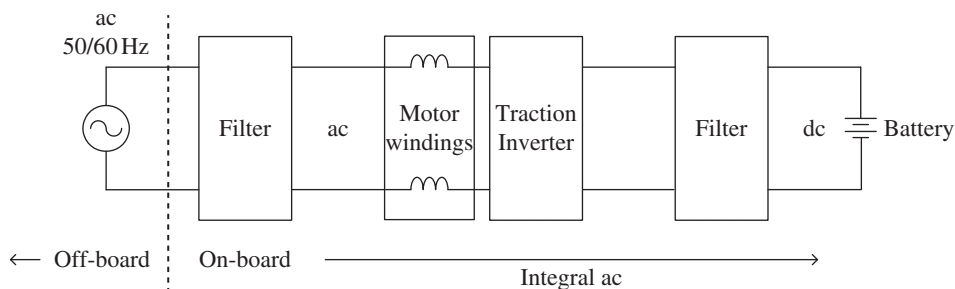 ac
50/60 Hz
Filter
ac
Motor
windings
Traction
Inverter
Filter
dc
Battery
Off-board
On-board
Integral ac